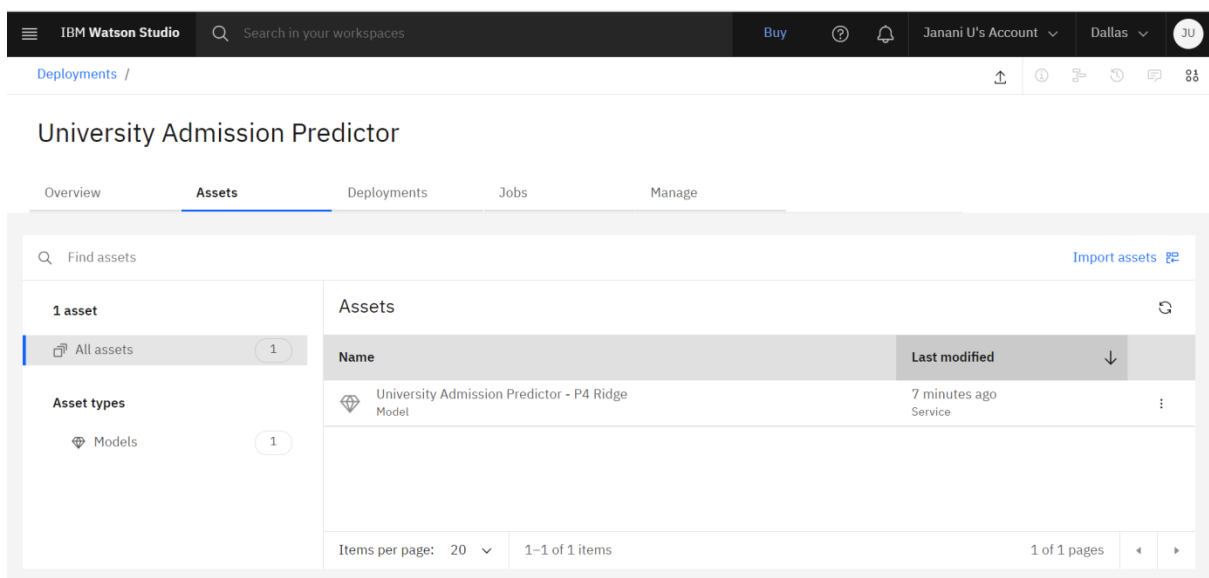 IBM Watson Studio Search in your workspaces Buy Janani U's Account Dallas JU
Deployments /
University Admission Predictor
Overview Assets Deployments Jobs Manage
Find assets Import assets
1 asset
All assets 1
Asset types
Models 1
Assets
Name Last modified
University Admission Predictor - P4 Ridge 7 minutes ago
Model Service
Items per page: 20 1–1 of 1 items 1 of 1 pages